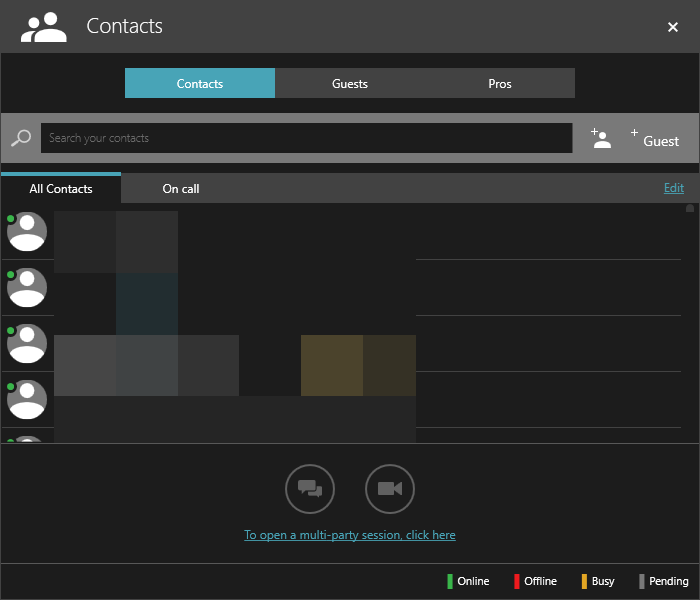 Contacts
Contacts Guests Pros
Search your contacts + + Guest
All Contacts On call Edit
To open a multi-party session, click here
Online Offline Busy Pending